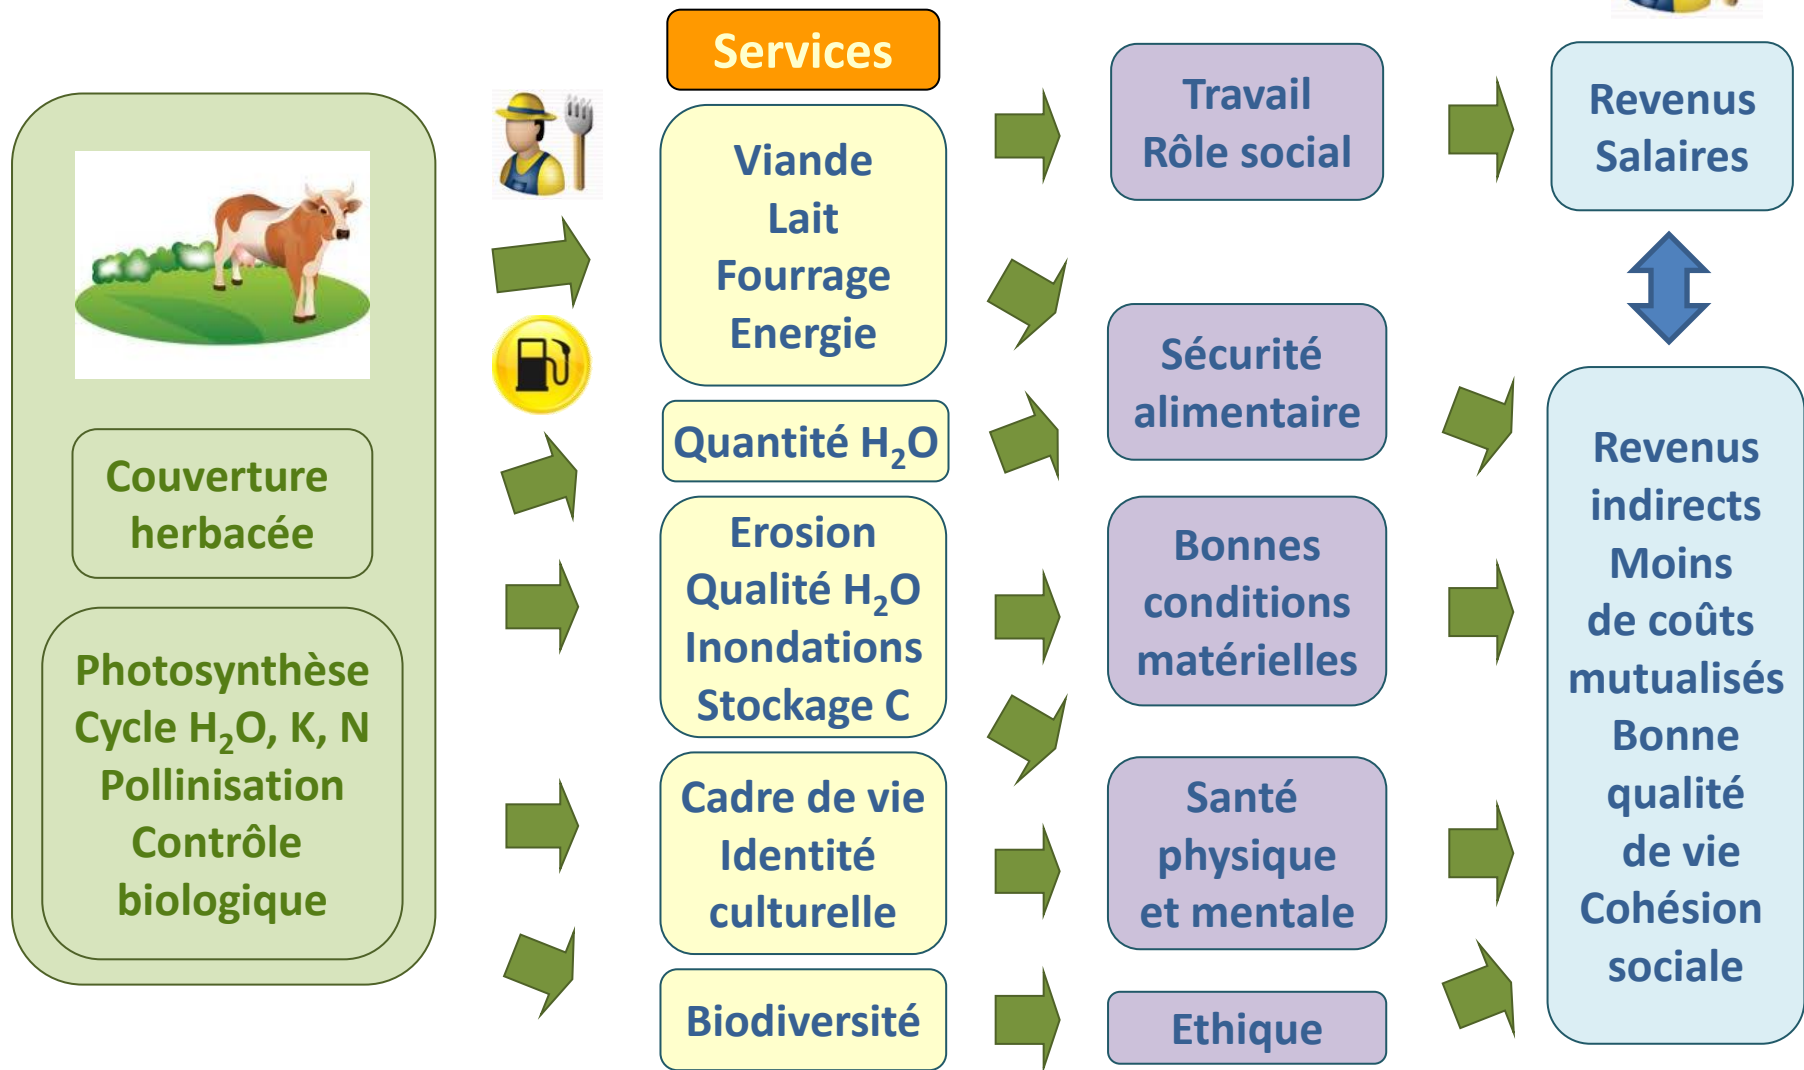 Services
Couverture
herbacée
Photosynthèse
Cycle H₂O, K, N
Pollinisation
Contrôle
biologique
Viande
Lait
Fourrage
Energie
Quantité H₂O
Erosion
Qualité H₂O
Inondations
Stockage C
Cadre de vie
Identité
culturelle
Biodiversité
Travail
Rôle social
Sécurité
alimentaire
Bonnes
conditions
matérielles
Santé
physique
et mentale
Ethique
Revenus
Salaires
Revenus
indirects
Moins
de coûts
mutualisés
Bonne
qualité
de vie
Cohésion
sociale